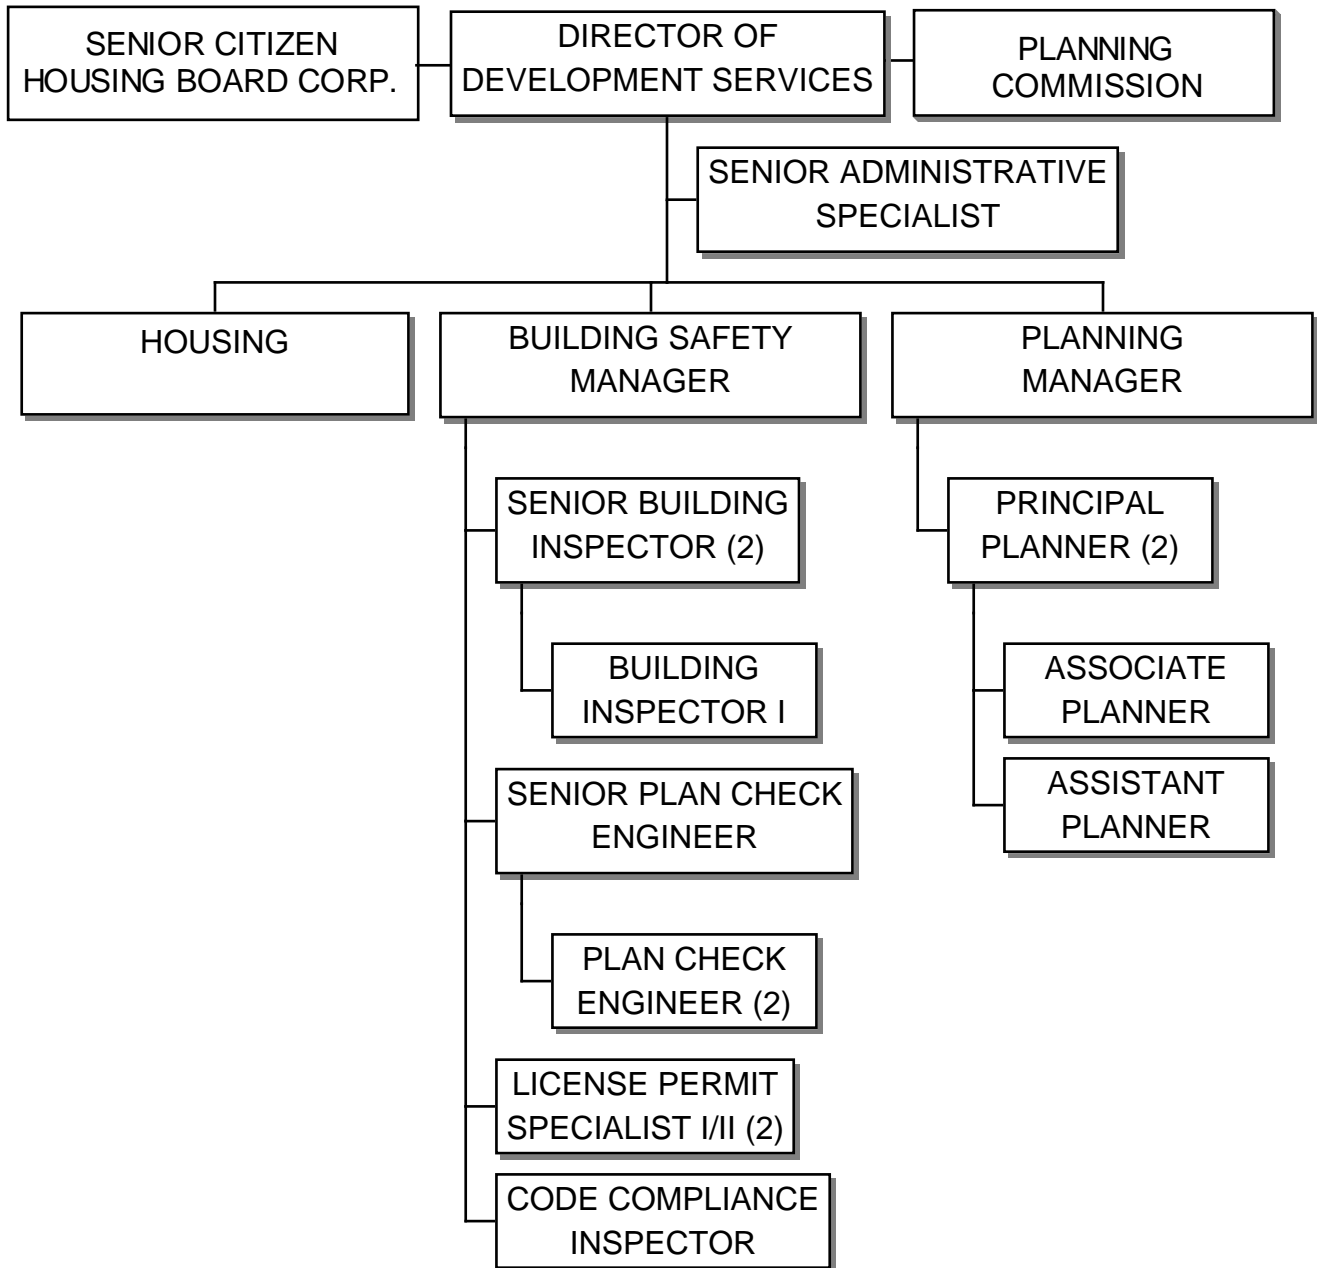 SENIOR CITIZEN
HOUSING BOARD CORP.
DIRECTOR OF
DEVELOPMENT SERVICES
PLANNING
COMMISSION
SENIOR ADMINISTRATIVE
SPECIALIST
HOUSING
BUILDING SAFETY
MANAGER
PLANNING
MANAGER
SENIOR BUILDING
INSPECTOR (2)
BUILDING
INSPECTOR I
SENIOR PLAN CHECK
ENGINEER
PLAN CHECK
ENGINEER (2)
LICENSE PERMIT
SPECIALIST I/II (2)
CODE COMPLIANCE
INSPECTOR
PRINCIPAL
PLANNER (2)
ASSOCIATE
PLANNER
ASSISTANT
PLANNER